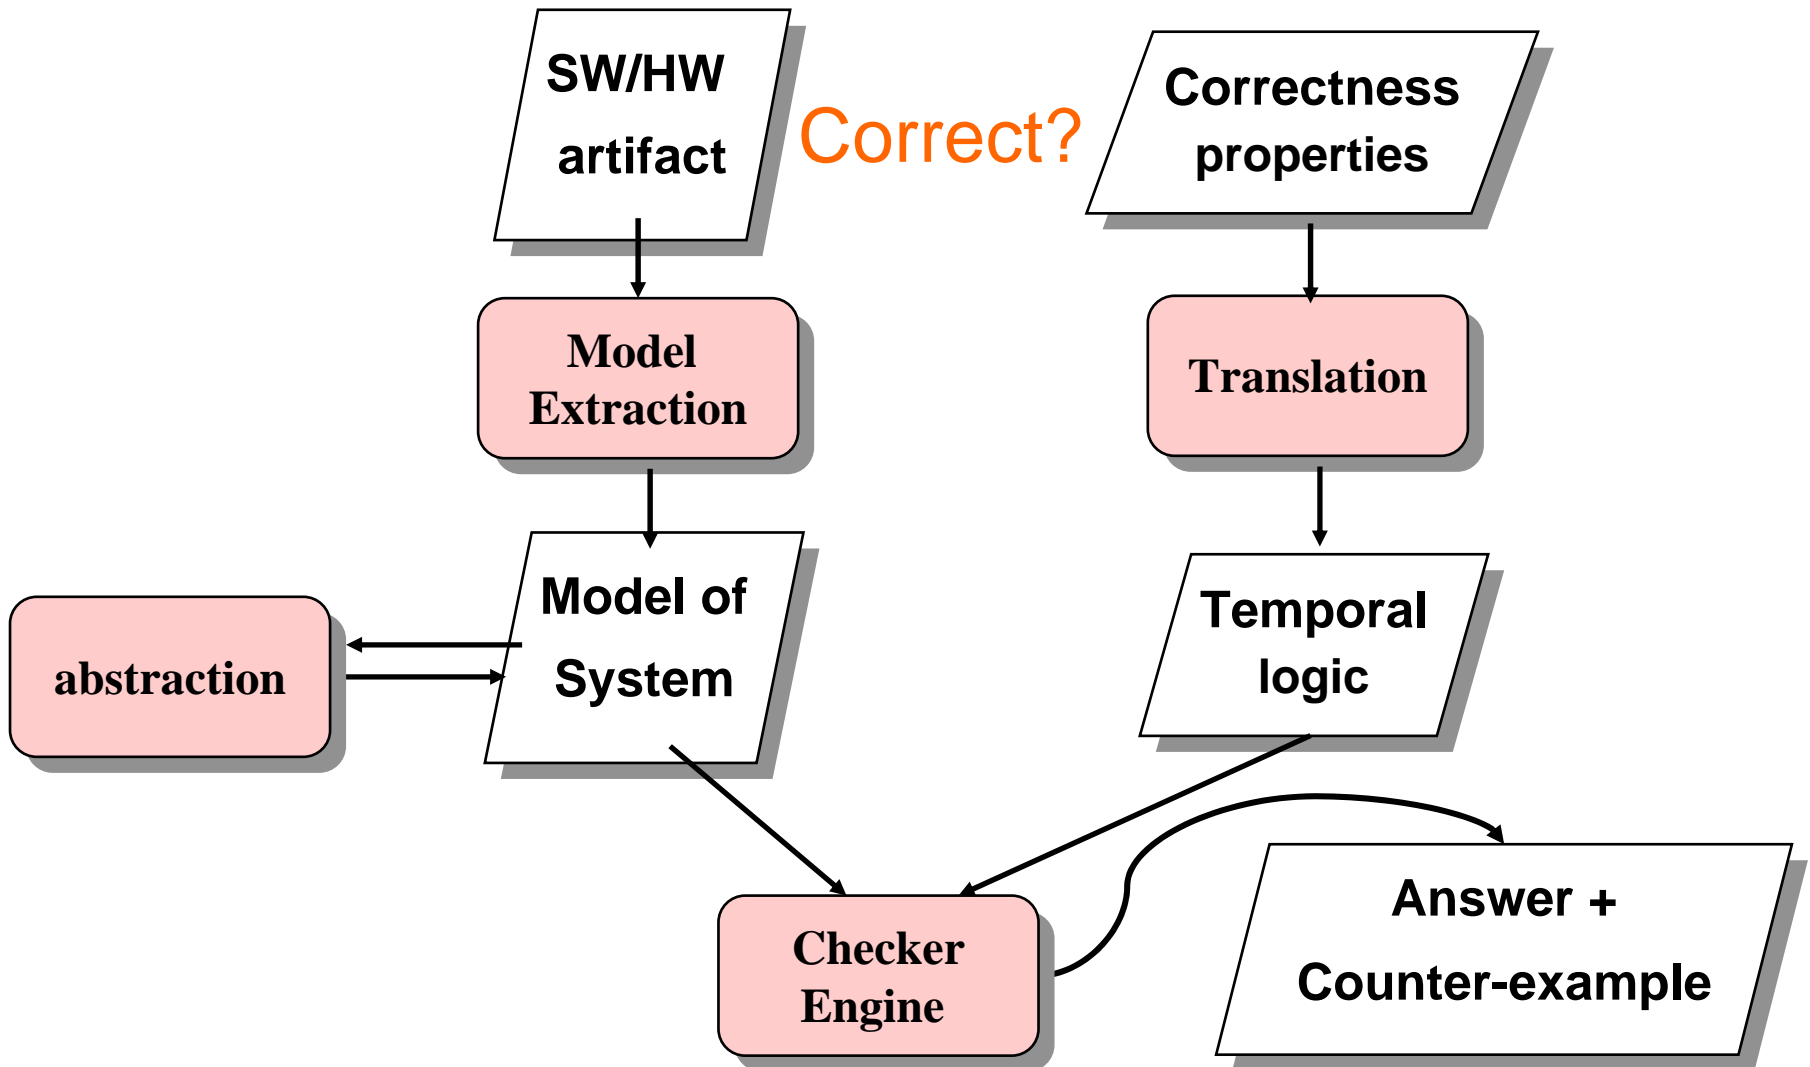 SW/HW
artifact
Correct?
Correctness
properties
Model
Extraction
Translation
abstraction
Model of
System
Temporal
logic
Checker
Engine
Answer +
Counter-example